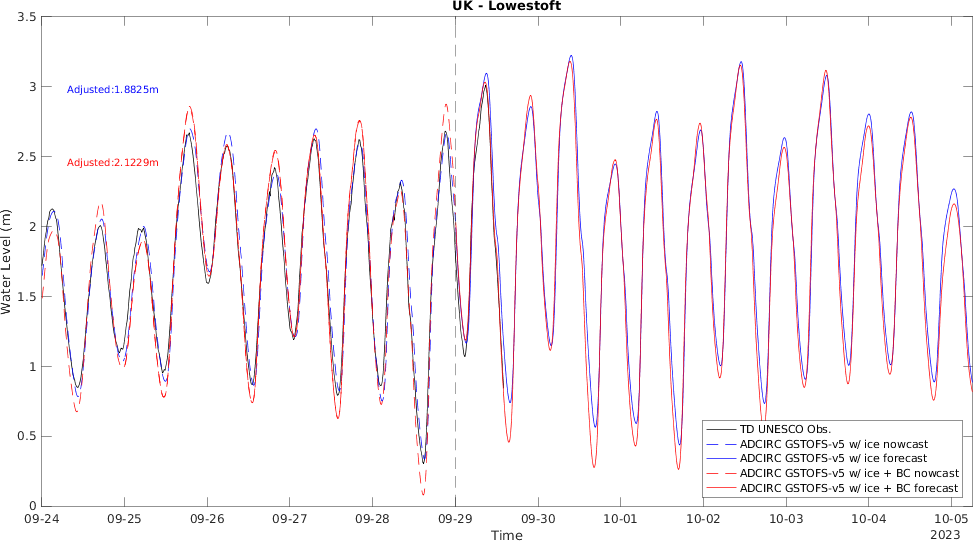 UK - Lowestoft
3.5
3
2.5
2
1.5
1
0.5
0
Water Level (m)
Adjusted:1.8825m
Adjusted:2.1229m
TD UNESCO Obs.
ADCIRC GSTOFS-v5 w/ ice nowcast
ADCIRC GSTOFS-v5 w/ ice forecast
ADCIRC GSTOFS-v5 w/ ice + BC nowcast
ADCIRC GSTOFS-v5 w/ ice + BC forecast
09-24 09-25 09-26 09-27 09-28 09-29 09-30 10-01 10-02 10-03 10-04 10-05
2023
Time